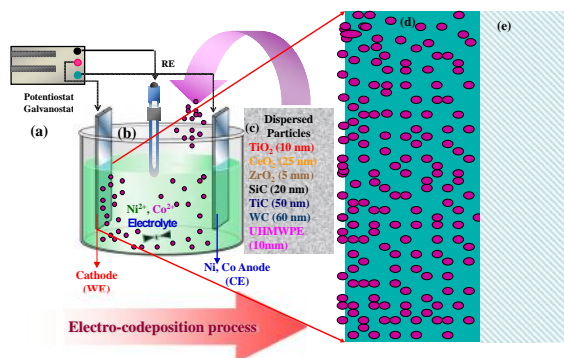 (a)
Potentiostat
Galvanostat
RE
(b)
(c)
Dispersed
Particles
TiO₂ (10 nm)
CeO₂ (25 nm)
ZrO₂ (5 nm)
SiC (20 nm)
TiC (50 nm)
WC (60 nm)
UHMWPE
(10mm)
Ni²⁺, Co²⁺
Electrolyte
Cathode
(WE)
Ni, Co Anode
(CE)
Electro-codeposition process
(d)
(e)